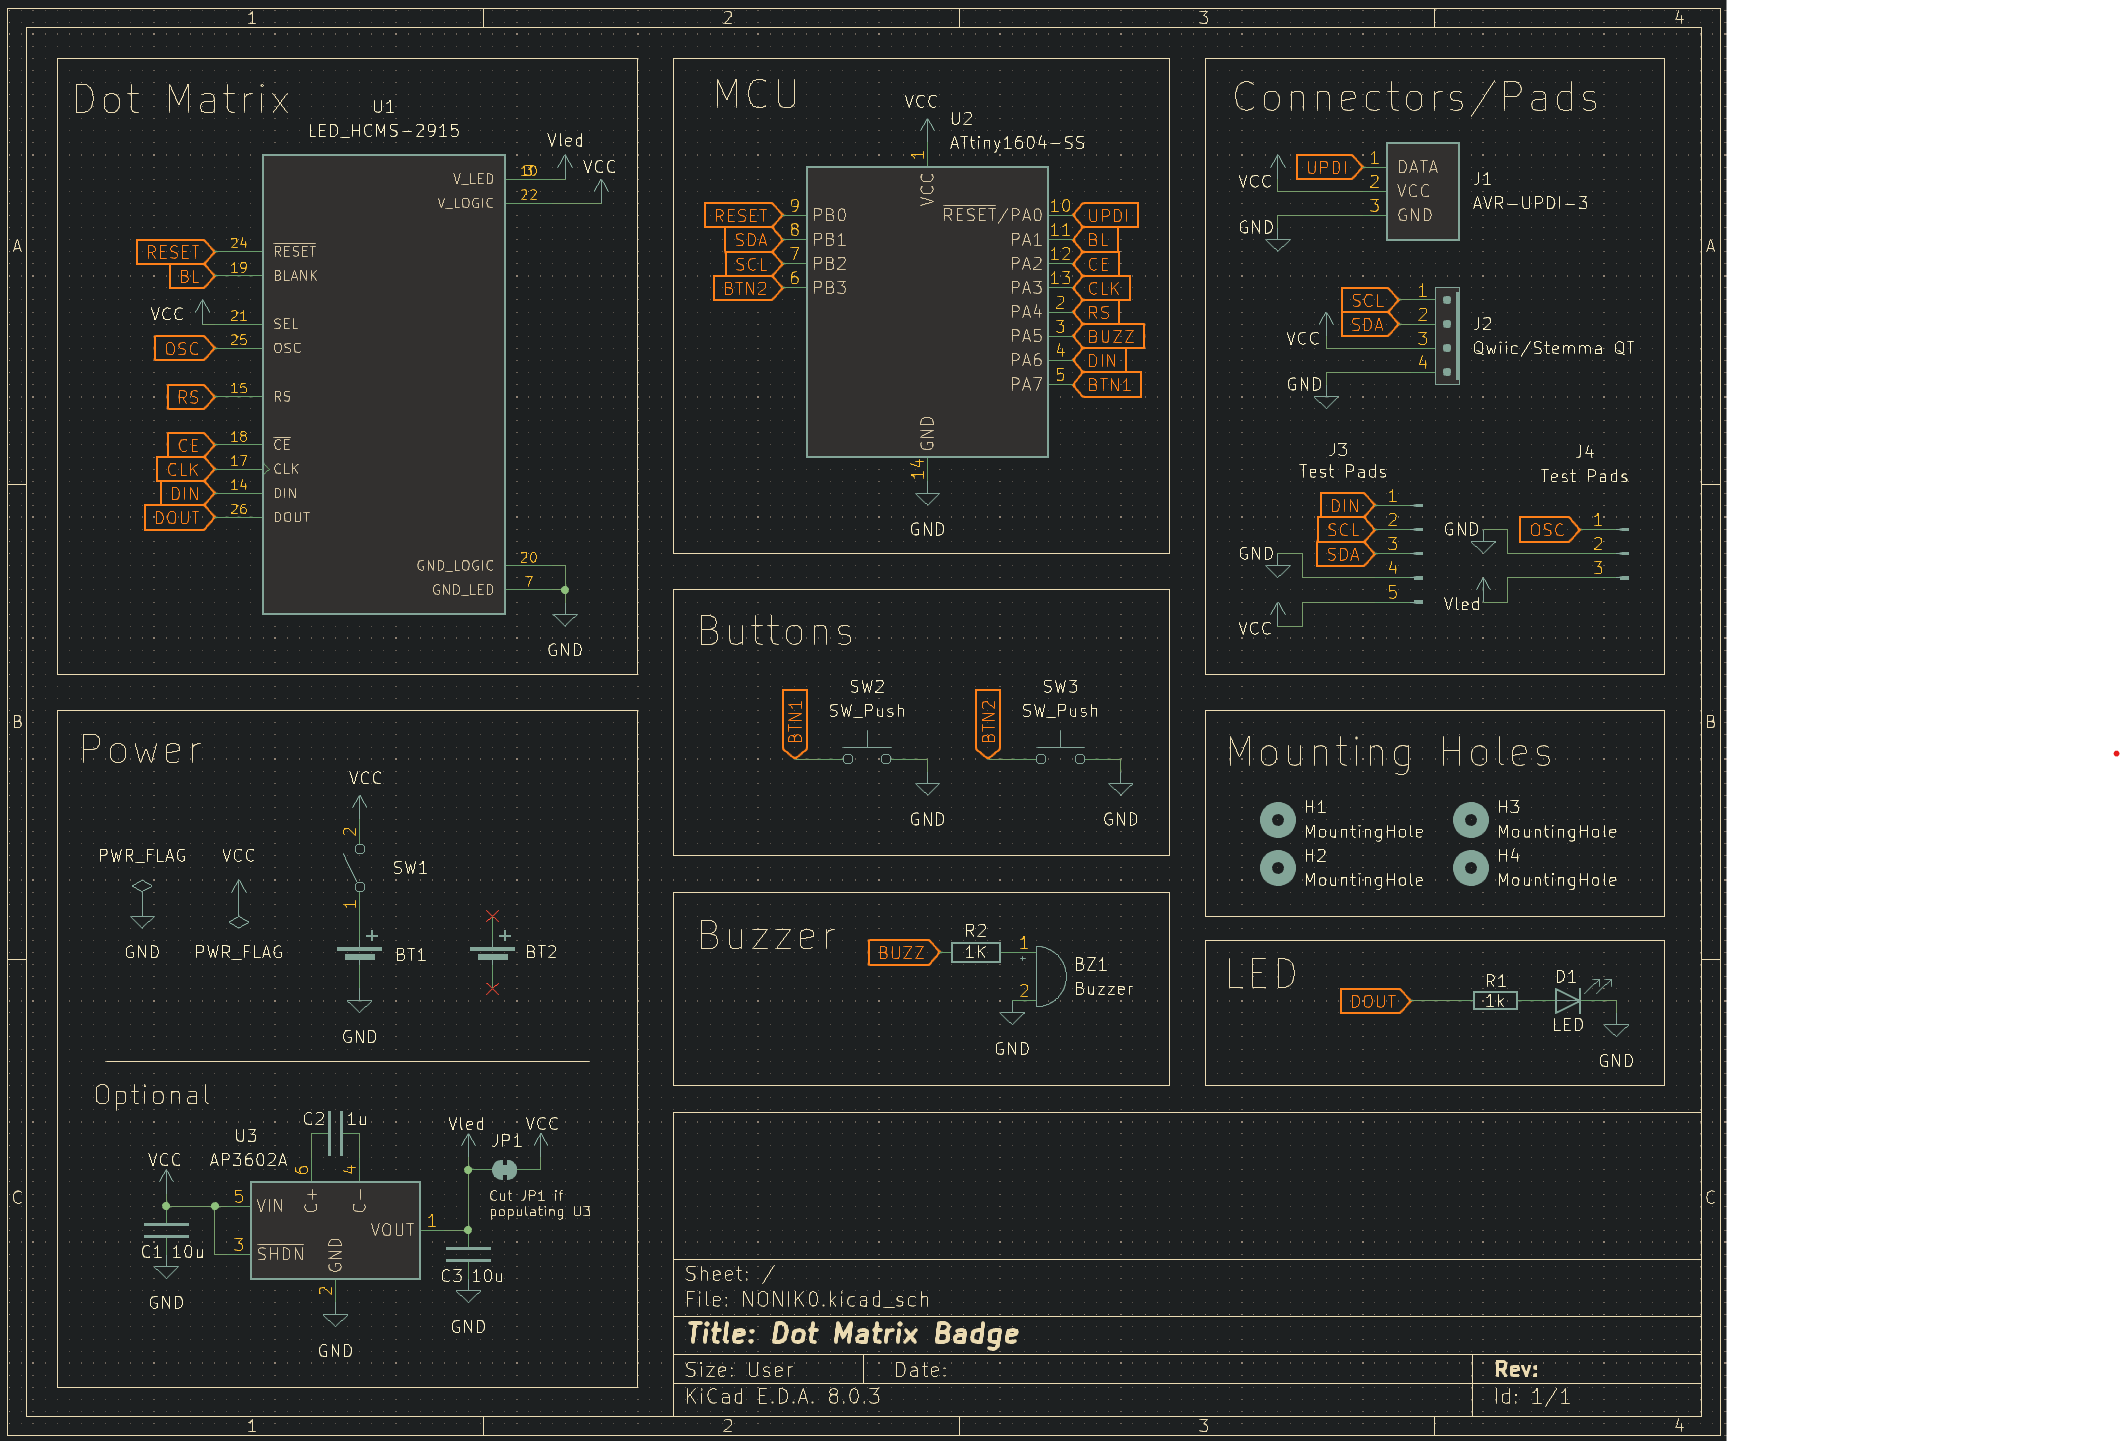 1 2 3 4
A
B
C
Dot Matrix
U1
LED_HCMS-2915
Vled
VCC
V_LED
V_LOGIC 22
RESET 24 RESET
BL 19 BLANK
VCC 21 SEL
OSC 25 OSC
RS 15 RS
CE 18 CE
CLK 17 CLK
DIN 14 DIN
DOUT 26 DOUT
GND_LOGIC 20
GND_LED 7
GND
MCU
VCC
U2
ATtiny1604-SS
1
VCC
RESET 9 PB0
SDA 8 PB1
SCL 7 PB2
BTN2 6 PB3
RESET/PA0 10 UPDI
PA1 11 BL
PA2 12 CE
PA3 13 CLK
PA4 2 RS
PA5 3 BUZZ
PA6 4 DIN
PA7 5 BTN1
GND
14
GND
Connectors/Pads
UPDI 1 DATA
VCC 2 VCC
GND 3 GND
J1
AVR-UPDI-3
SCL 1
SDA 2
VCC 3
GND 4
J2
Qwiic/Stemma QT
J3
Test Pads
DIN 1
SCL 2
SDA 3
GND 4
VCC 5
J4
Test Pads
OSC 1
GND 2
Vled 3
Power
VCC
2
SW1
1
PWR_FLAG
GND
VCC
PWR_FLAG
+
BT1
GND
+
BT2
Optional
C2 1u
U3
AP3602A
VCC
6 4
5 VIN
C+ C-
3 SHDN
GND
VOUT 1
2
GND
C1 10u
GND
Vled
VCC
JP1
Cut JP1 if
populating U3
C3 10u
GND
Buttons
BTN1
SW2
SW_Push
GND
BTN2
SW3
SW_Push
GND
Buzzer
BUZZ
R2
1K
1
+
2
BZ1
Buzzer
GND
Mounting Holes
H1
MountingHole
H2
MountingHole
H3
MountingHole
H4
MountingHole
LED
DOUT
R1
1k
D1
LED
GND
Sheet: /
File: NONIK0.kicad_sch
Title: Dot Matrix Badge
Size: User
Date:
Rev:
KiCad E.D.A. 8.0.3
Id: 1/1
A
B
C
1 2 3 4